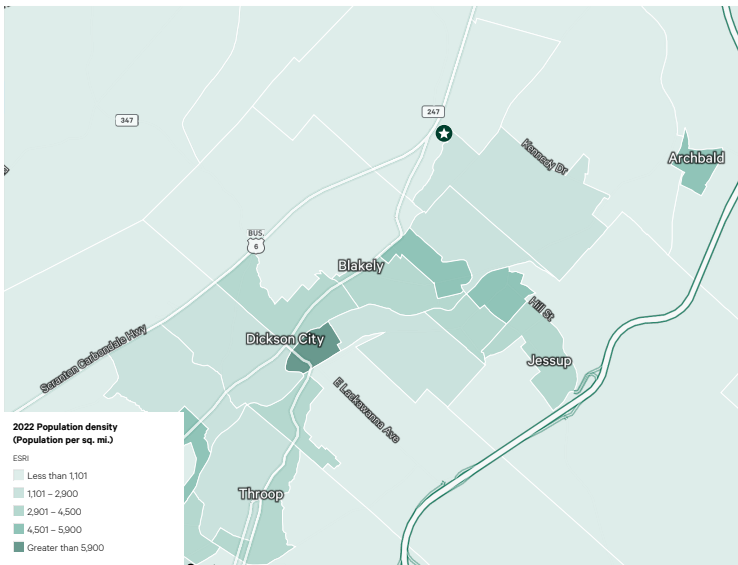 347
247
Kennedy Dr
Archbald
BUS.
6
Blakely
Hill St
Scranton Carbondale Hwy
Dickson City
Jessup
E Lackawanna Ave
Throop
2022 Population density
(Population per sq. mi.)
ESRI
Less than 1,101
1,101 – 2,900
2,901 – 4,500
4,501 – 5,900
Greater than 5,900